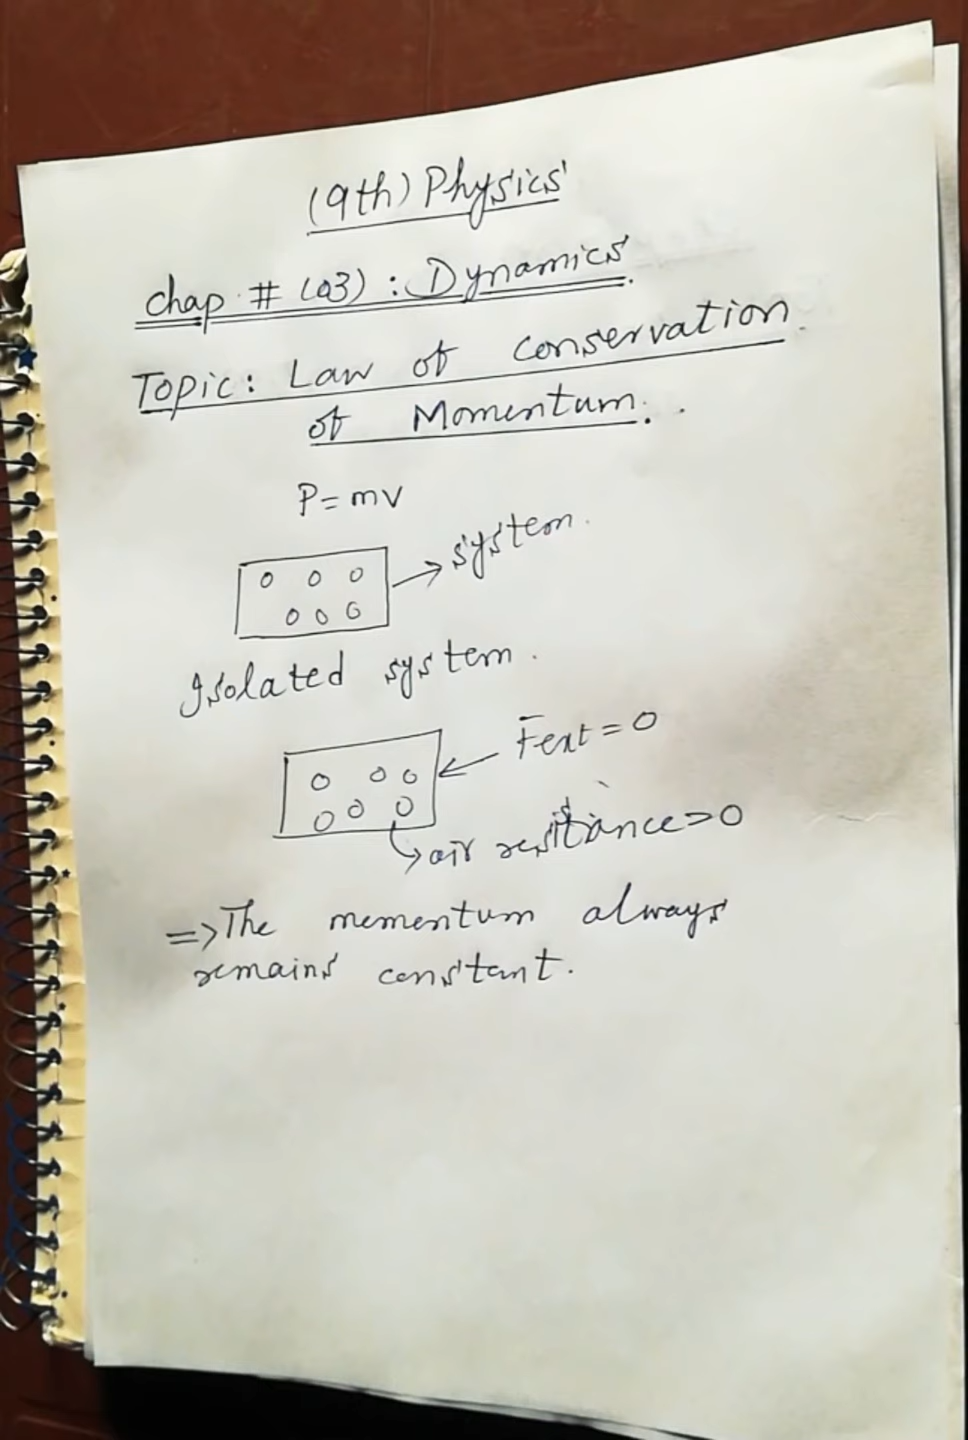 (9th) Physics
chap # (03) : Dynamics.
Topic: Law of conservation.
of Momentum.
P = mv
→ system.
Isolated system.
Fext = 0
→ air resistance = 0
=> The mementum always
remains constant.